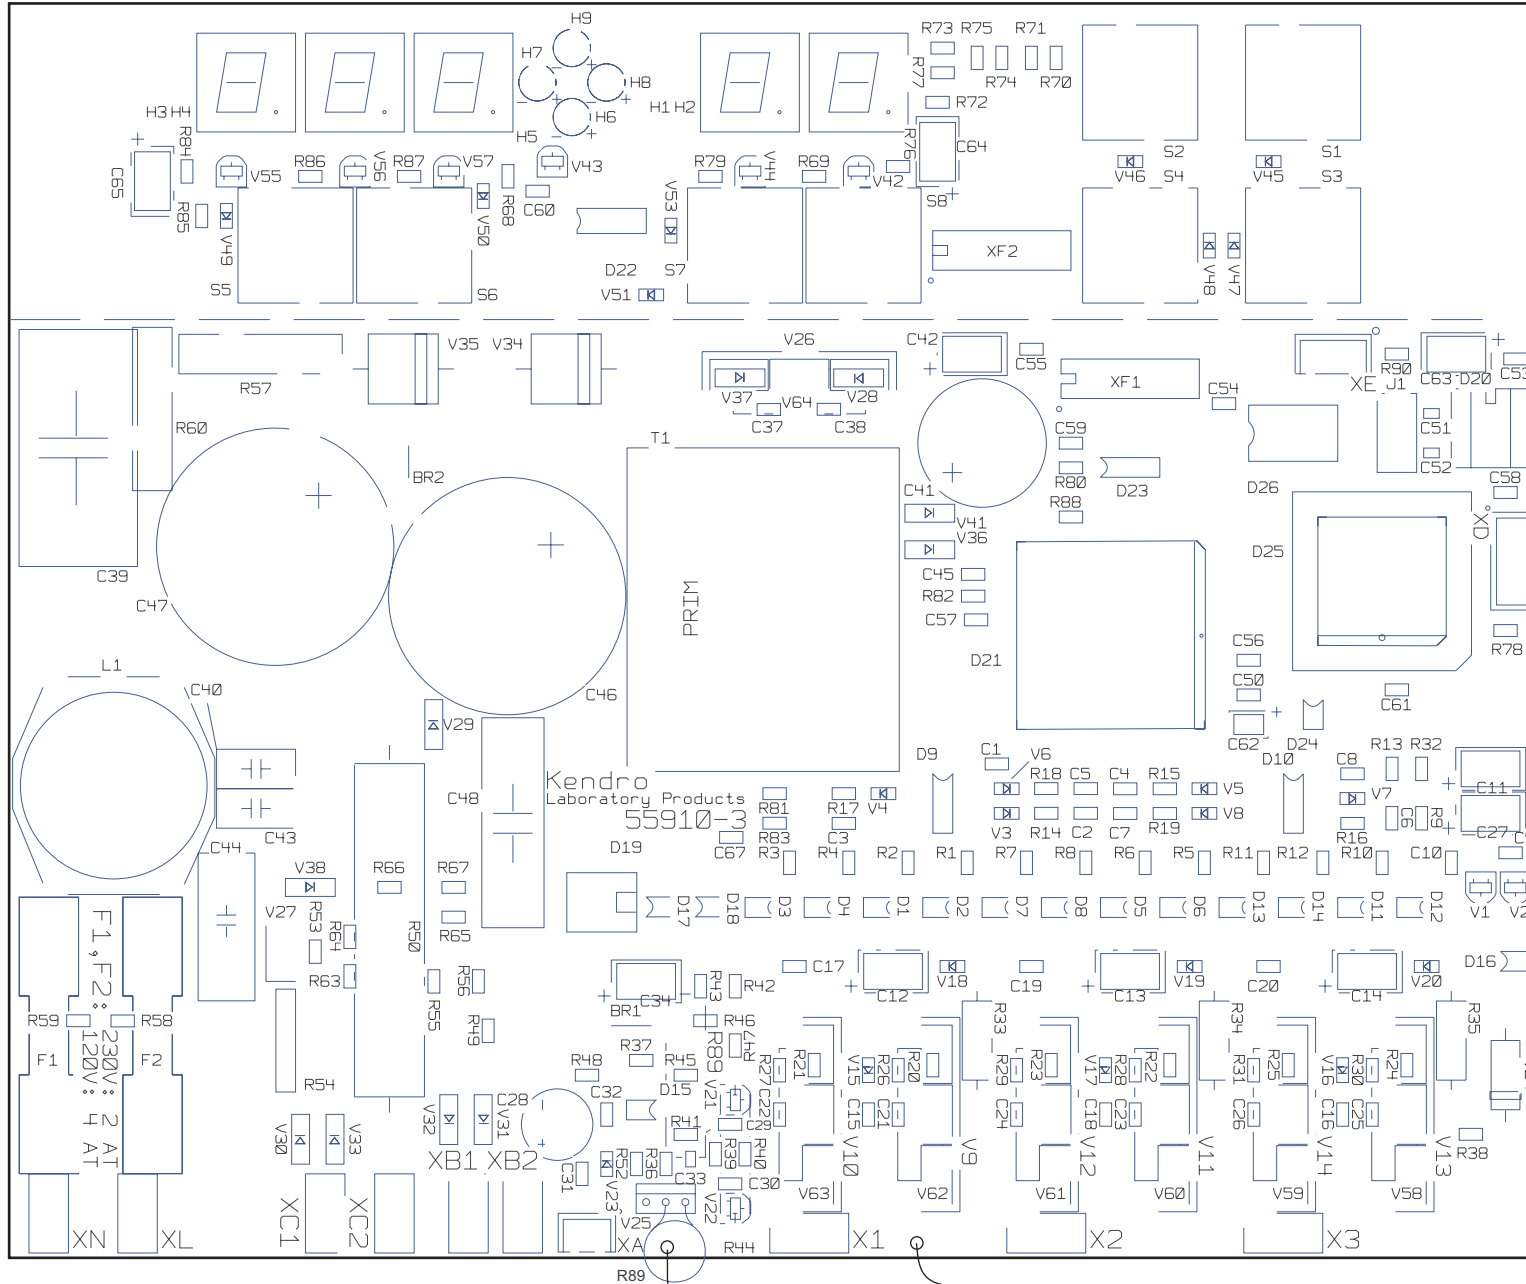 H9
R73 R75 R71
H7
H8
R77
R74 R70
H3 H4
H1 H2
R72
H6
H5
R84
R76
C64
S2 S1
C65
V55 R86 V56 R87 V57 V43
R79 V44 R69 V42
V46 V45
S4 S3
R85
V49
V50
R68
C60
V53
S8
XF2
V48
V47
S5 S6
D22 S7
V51
R57
V35 V34
V26
C42
C55
XF1
C54
XE J1
R90
C63 D20
C53
V37 V64 V28
C37 C38
R60
T1
C59
C51
BR2
R80
D23
C52
C41
R88
D26
C58
V41
V36
D25
XD
C39
C47
PRIM
C45
R82
C57
D21
C56
C50
C61
R78
L1
C40
C46
V29
C62 D24
D9
C1 V6
D10
R13 R32
Kendro
Laboratory Products
55910-3
C48
R81 R17 V4
R18 C5 C4 R15 V5
C8
V7
C11
R83 C3
C67
V3 R14 C2 C7 R19 V8
R16
C6
R9
C27
C43
C44
D19
R3 R4 R2 R1 R7 R8 R6 R5 R11 R12 R10 C10
V38
R66 R67
V27
R53
R64
R50
R65
D17 D18 D3 D4 D1 D2 D7 D8 D5 D6 D13 D14 D11 D12
V1 V2
F1,F2:
230V: 2 AT
120V: 4 AT
R63
R55
R56
R49
BR1
C34
R43
R42
C17
C12
V18
C19
C13
V19
C20
C14
V20
D16
R59 R58
F1 F2
R46
R47
R89
R33 R34 R35
R54
R48
R37
R45
D15
C32
V21
R27 R21 V15 R26 R20 R29 R23 V17 R28 R22 R31 R25 V16 R30 R24
C28
V30 V33 V32 V31
R41
C29
C22 C15 C21 C24 C18 C23 C26 C16 C25
R38
XB1 XB2
C31
R52
R36
C33
R39
R40
C30
V23
V25
V22
V10 V9 V12 V11 V14 V13
V63 V62 V61 V60 V59 V58
XN XL XC1 XC2
XA
R44
X1 X2 X3
R89